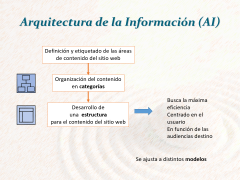 Arquitectura de la Información (AI)
Definición y etiquetado de las áreas
de contenido del sitio web
Organización del contenido
en categorías
Desarrollo de
una estructura
para el contenido del sitio web
Busca la máxima
eficiencia
Centrado en el
usuario
En función de las
audiencias destino
Se ajusta a distintos modelos